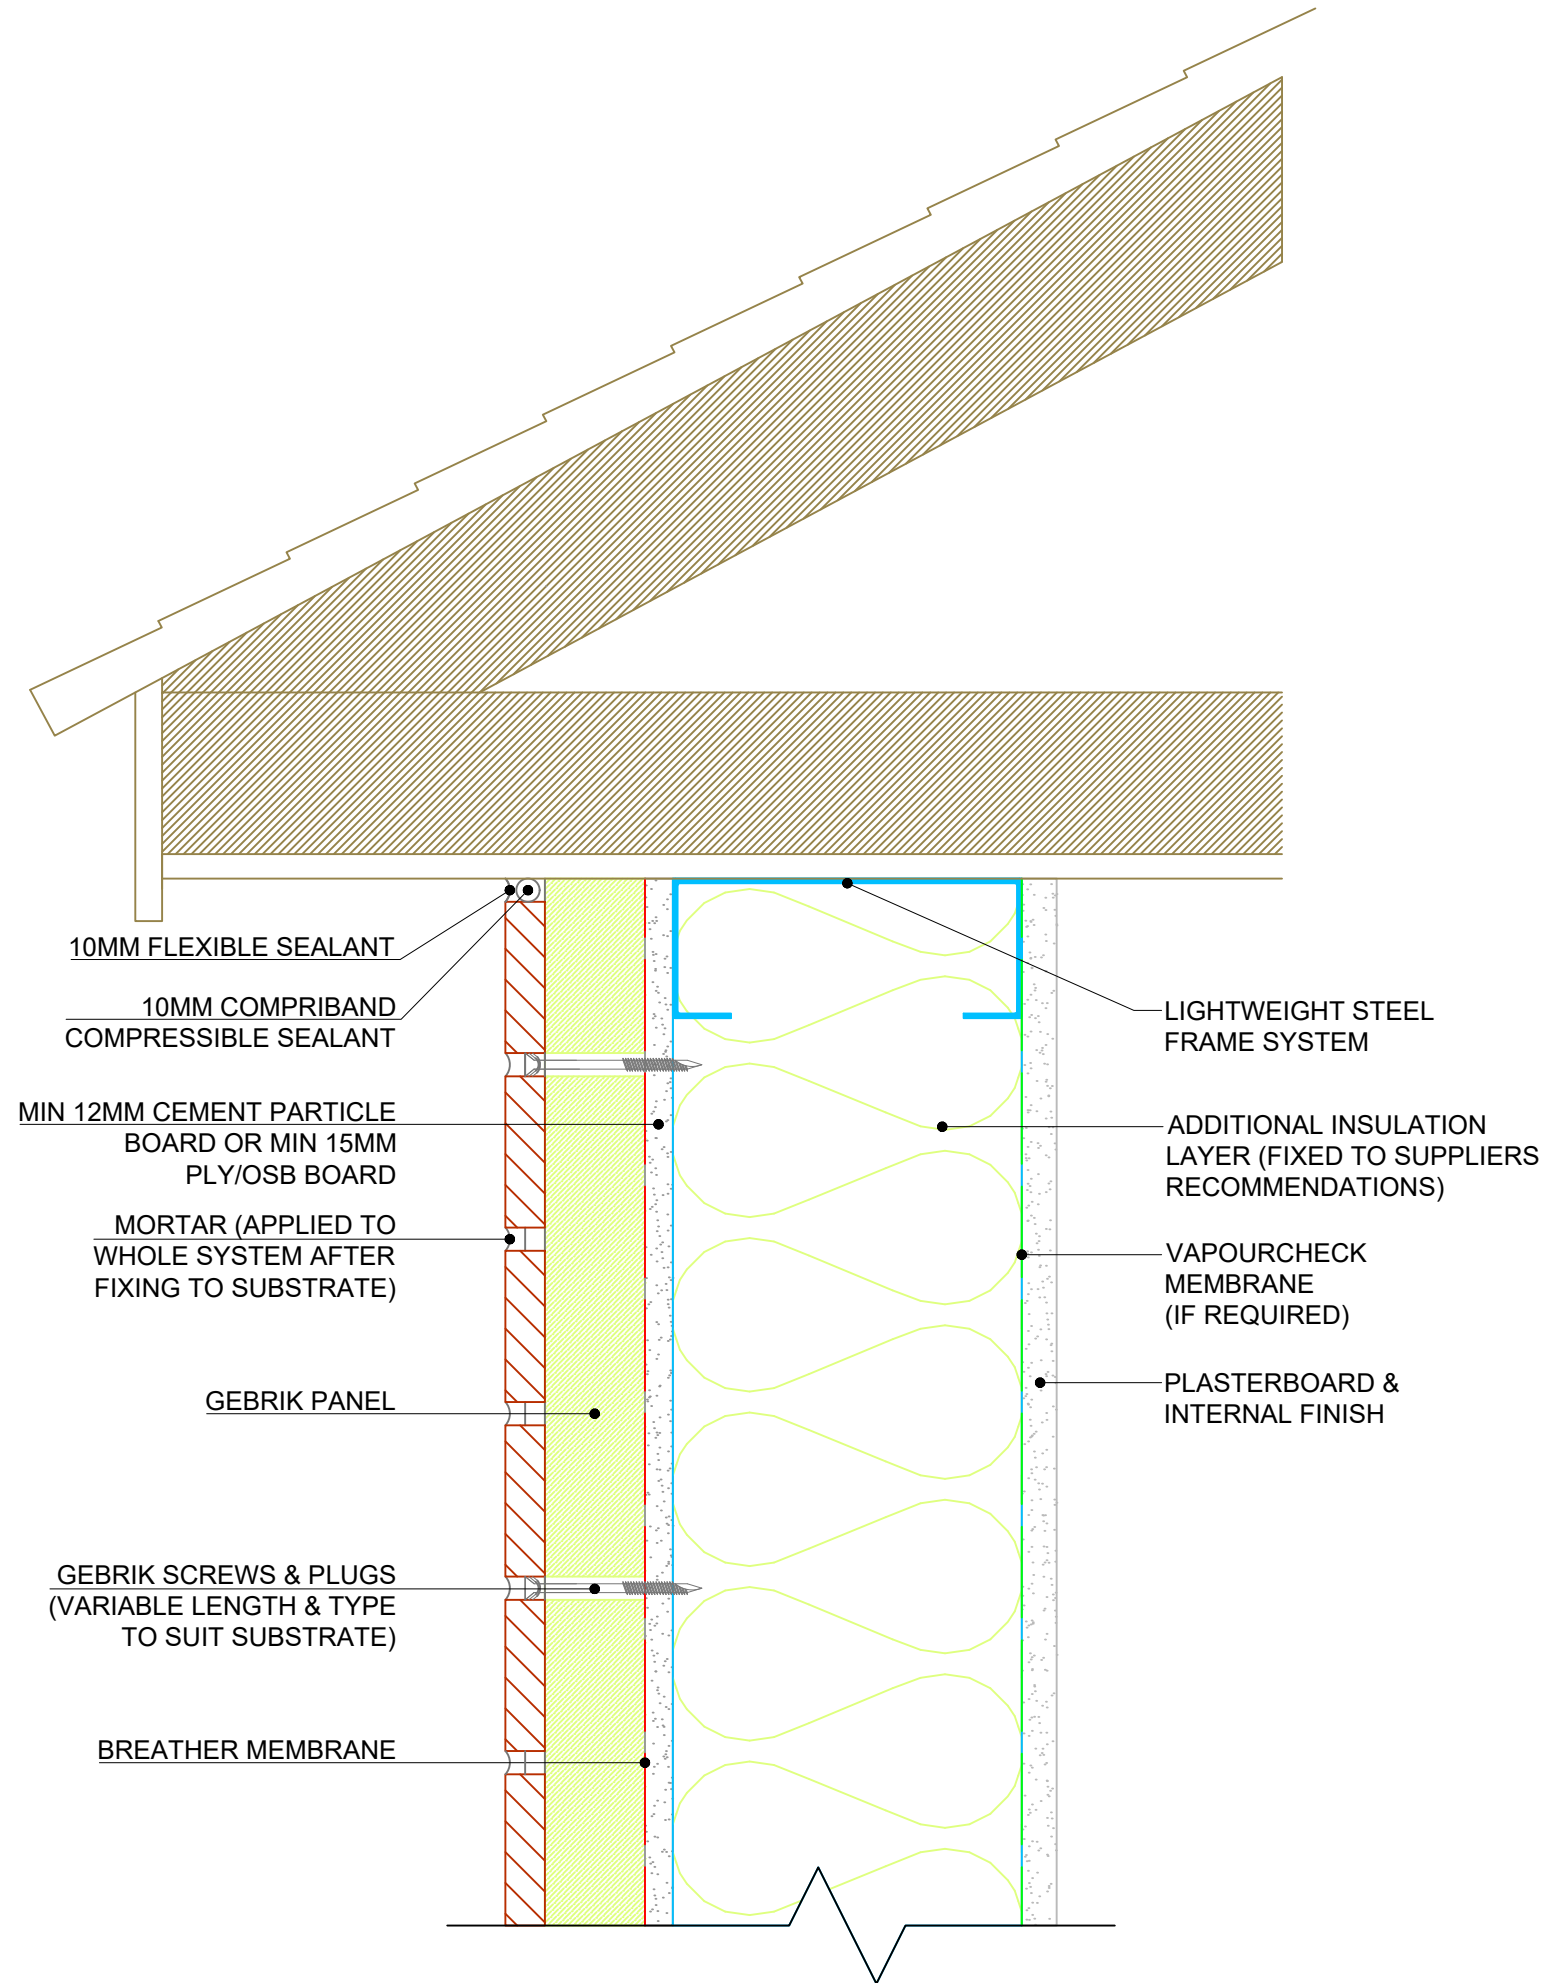 10MM FLEXIBLE SEALANT
10MM COMPRIBAND
COMPRESSIBLE SEALANT
MIN 12MM CEMENT PARTICLE
BOARD OR MIN 15MM
PLY/OSB BOARD
MORTAR (APPLIED TO
WHOLE SYSTEM AFTER
FIXING TO SUBSTRATE)
GEBRIK PANEL
GEBRIK SCREWS & PLUGS
(VARIABLE LENGTH & TYPE
TO SUIT SUBSTRATE)
BREATHER MEMBRANE
LIGHTWEIGHT STEEL
FRAME SYSTEM
ADDITIONAL INSULATION
LAYER (FIXED TO SUPPLIERS
RECOMMENDATIONS)
VAPOURCHECK
MEMBRANE
(IF REQUIRED)
PLASTERBOARD &
INTERNAL FINISH